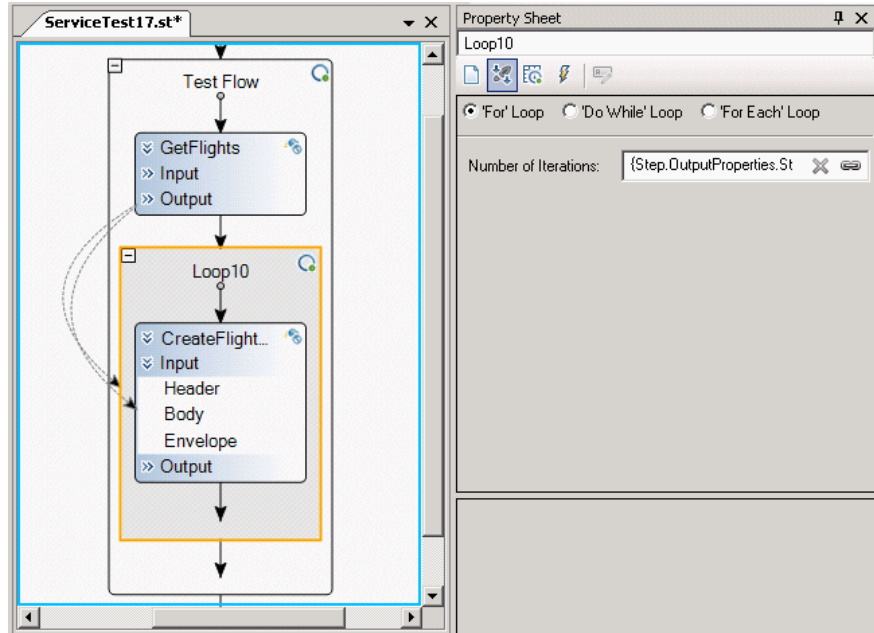 ServiceTest17.st*
Test Flow
GetFlights
Input
Output
Loop10
CreateFlight...
Input
Header
Body
Envelope
Output
Property Sheet
Loop10
'For' Loop 'Do While' Loop 'For Each' Loop
Number of Iterations: {Step.OutputProperties.St